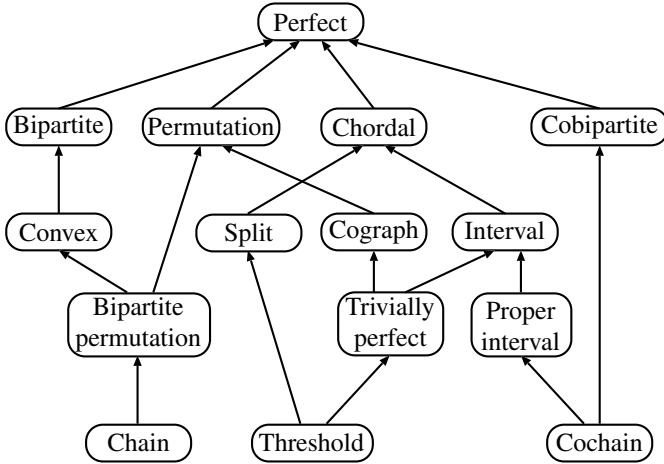 Perfect
Bipartite
Permutation
Chordal
Cobipartite
Convex
Split
Cograph
Interval
Bipartite
permutation
Trivially
perfect
Proper
interval
Chain
Threshold
Cochain